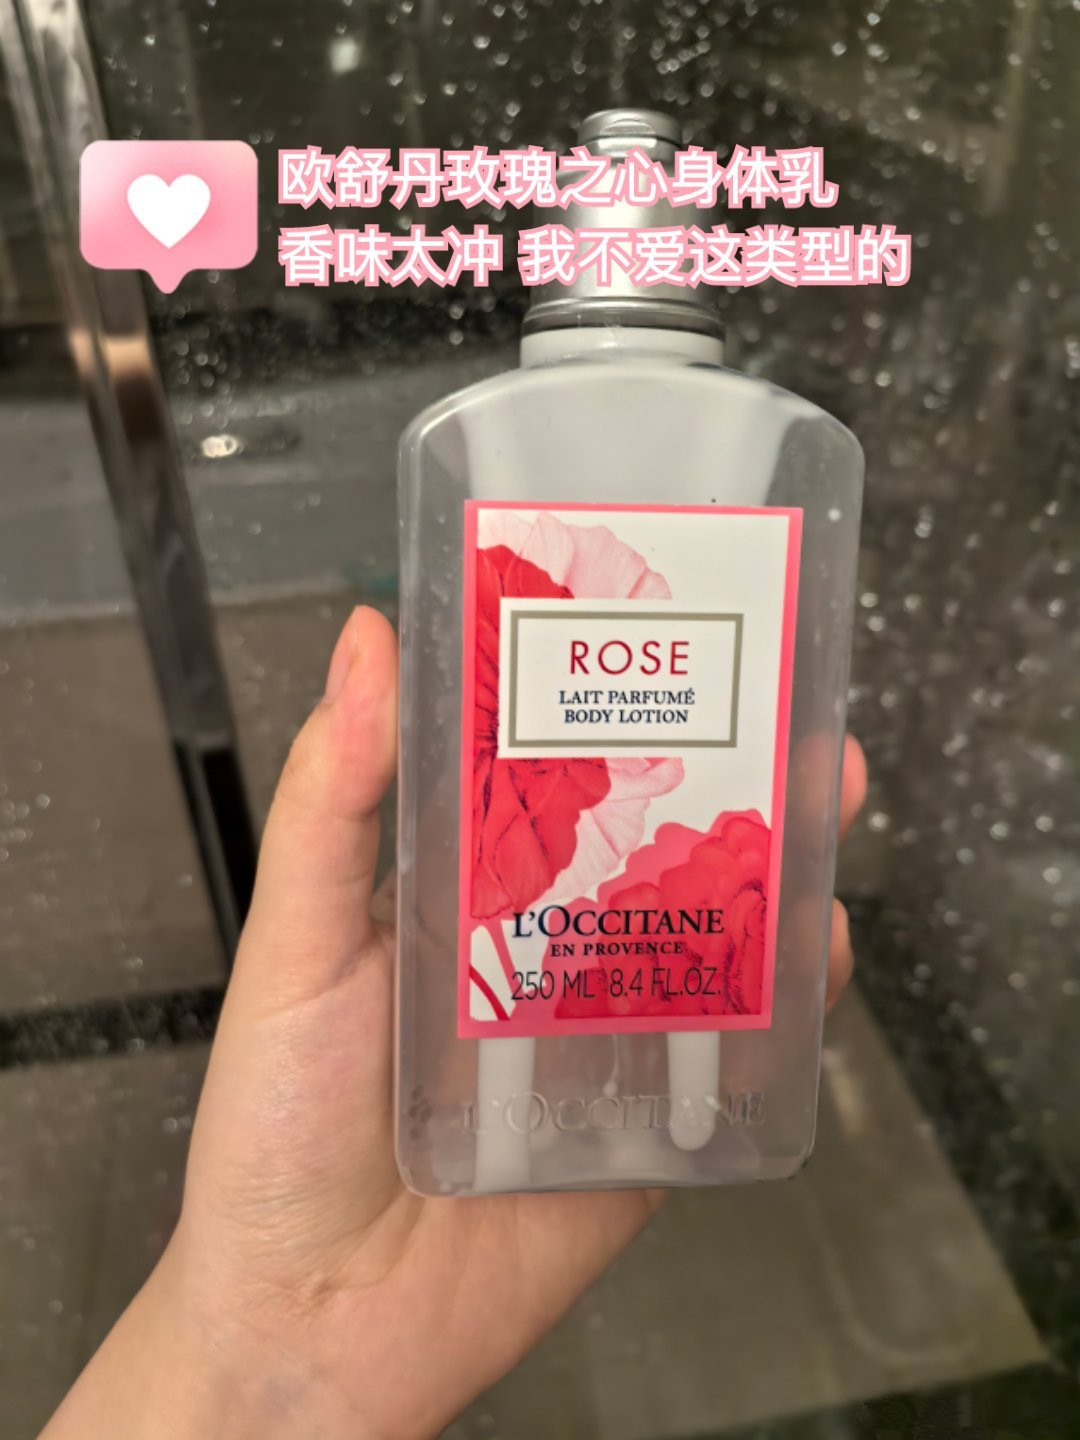 欧舒丹玫瑰之心身体乳
香味太冲 我不爱这类型的
ROSE
LAIT PARFUMÉ
BODY LOTION
L'OCCITANE
EN PROVENCE
250 ML 8.4 FL.OZ.
L'OCCITANE